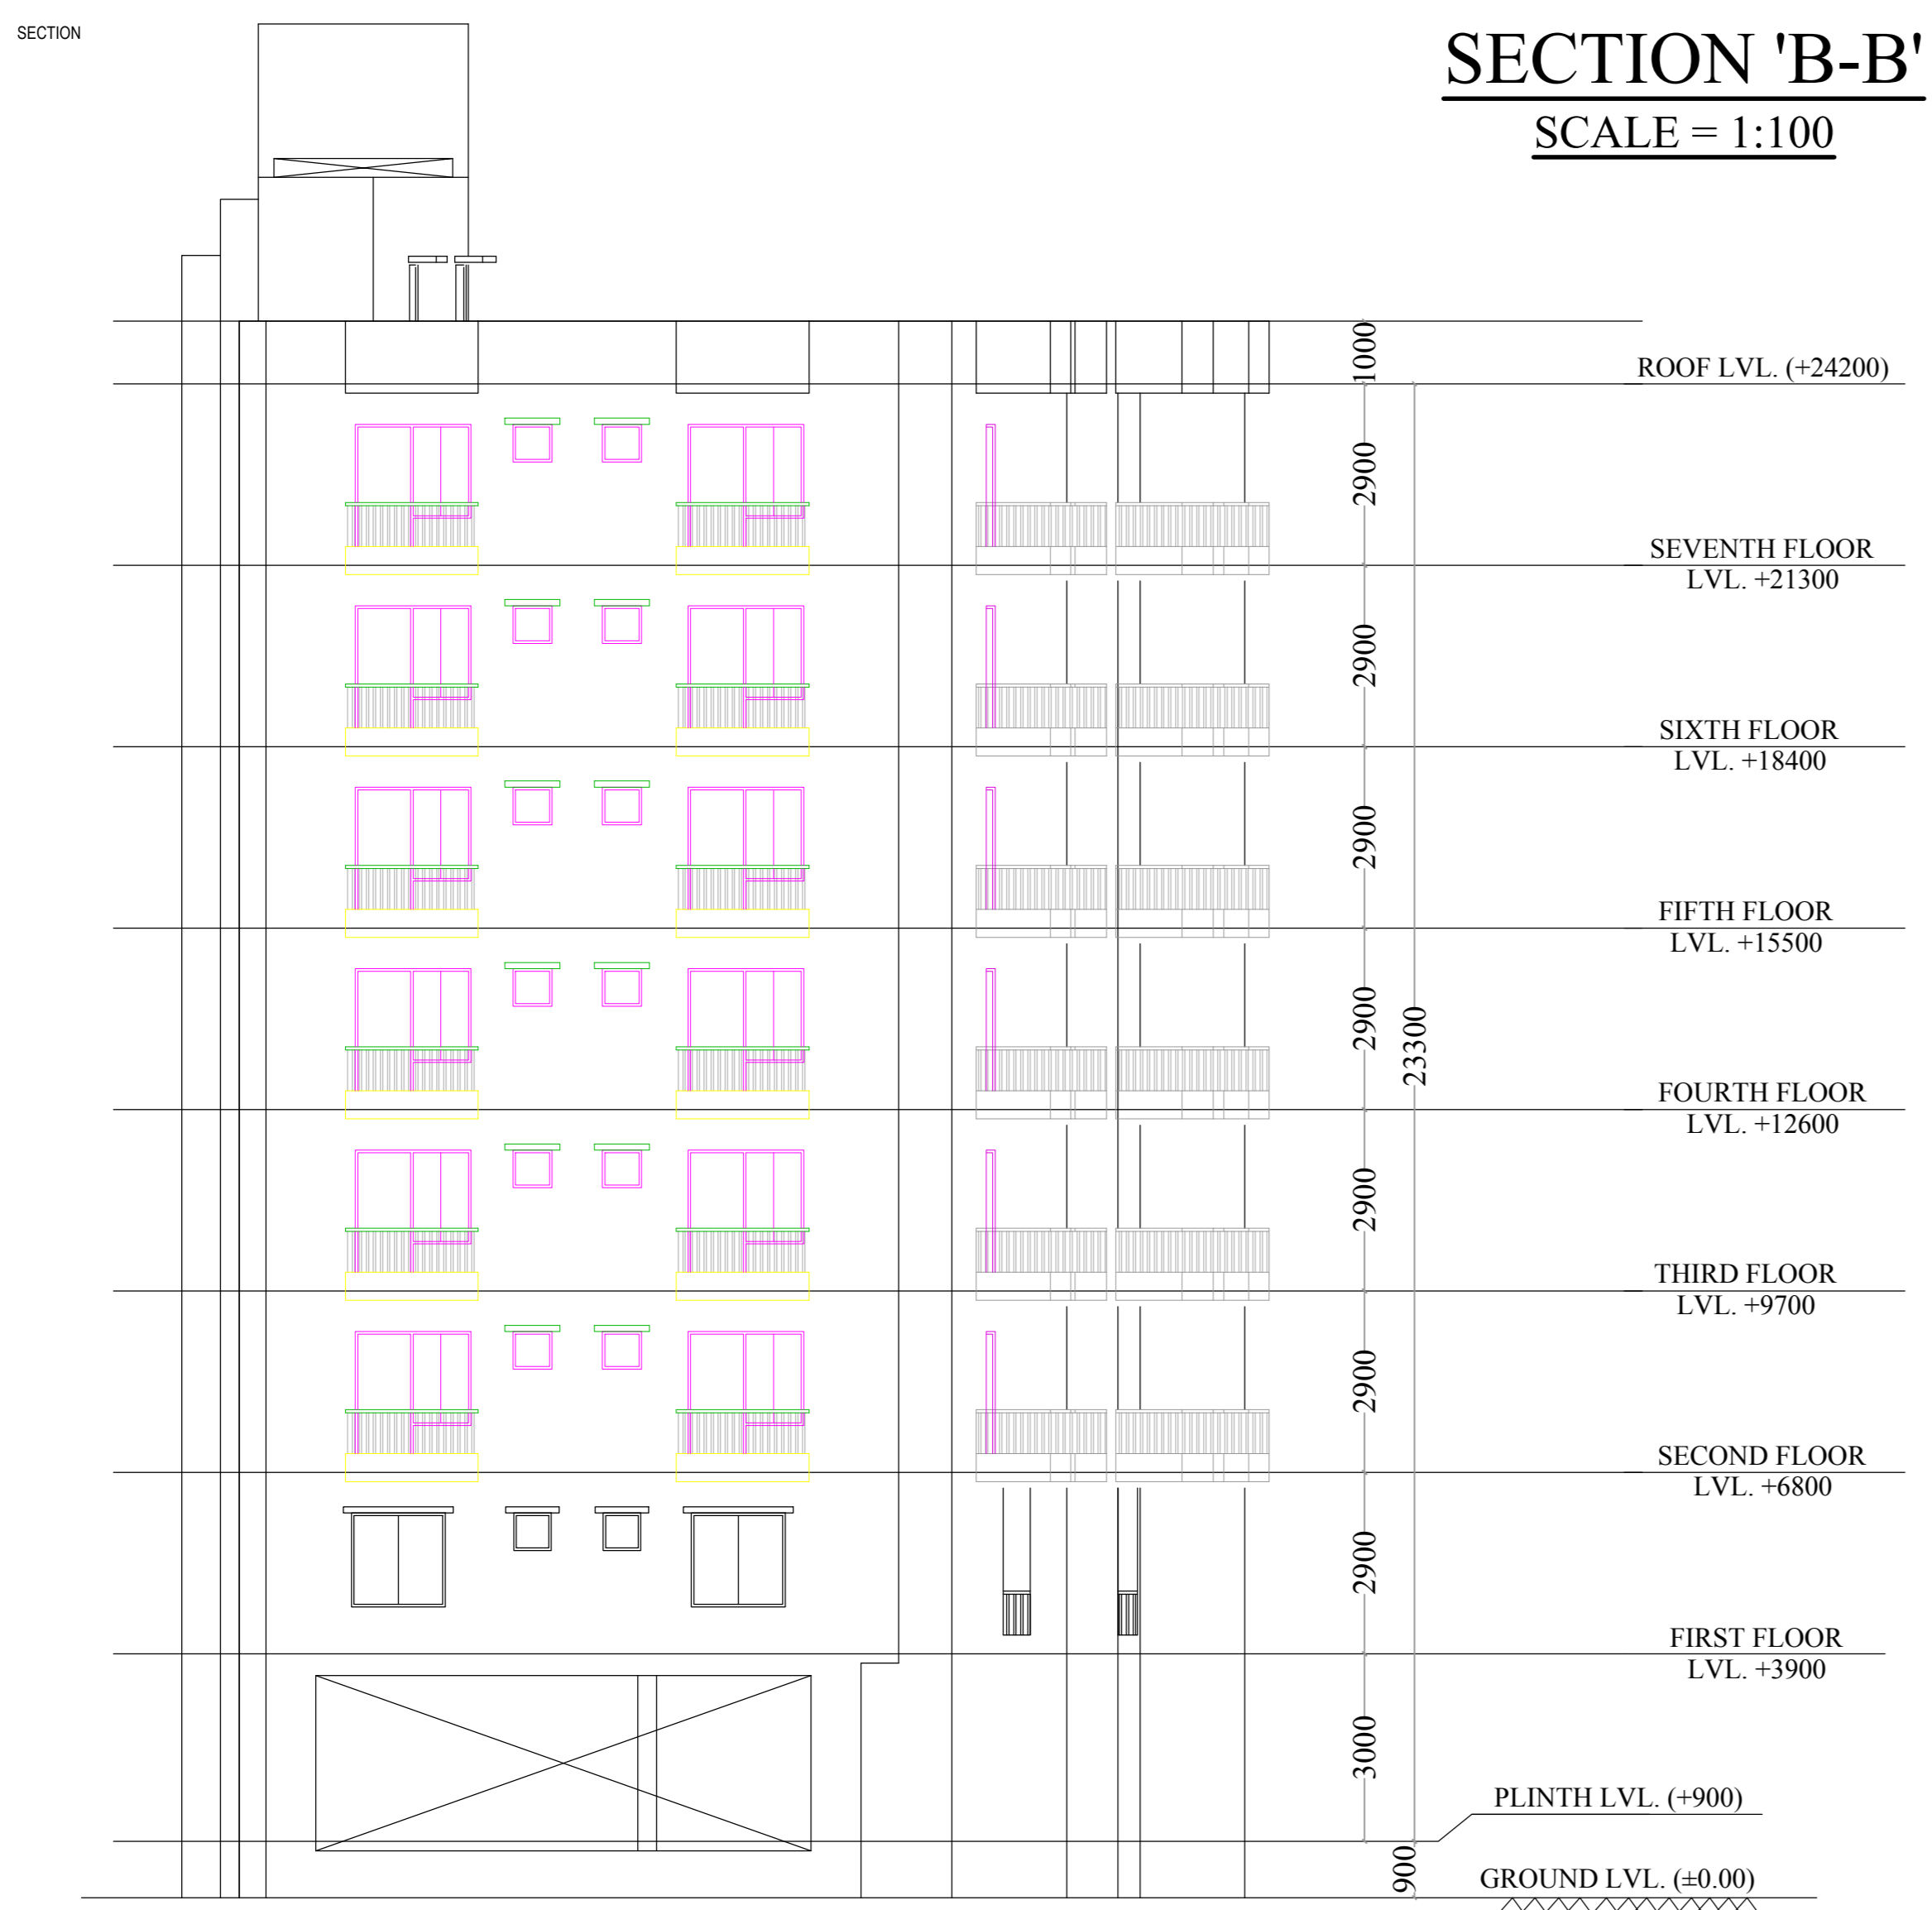 SECTION
SECTION 'B-B'
SCALE = 1:100
1000
ROOF LVL. (+24200)
2900
SEVENTH FLOOR
LVL. +21300
2900
SIXTH FLOOR
LVL. +18400
2900
FIFTH FLOOR
LVL. +15500
2900
23300
FOURTH FLOOR
LVL. +12600
2900
THIRD FLOOR
LVL. +9700
2900
SECOND FLOOR
LVL. +6800
2900
FIRST FLOOR
LVL. +3900
3000
PLINTH LVL. (+900)
900
GROUND LVL. (±0.00)